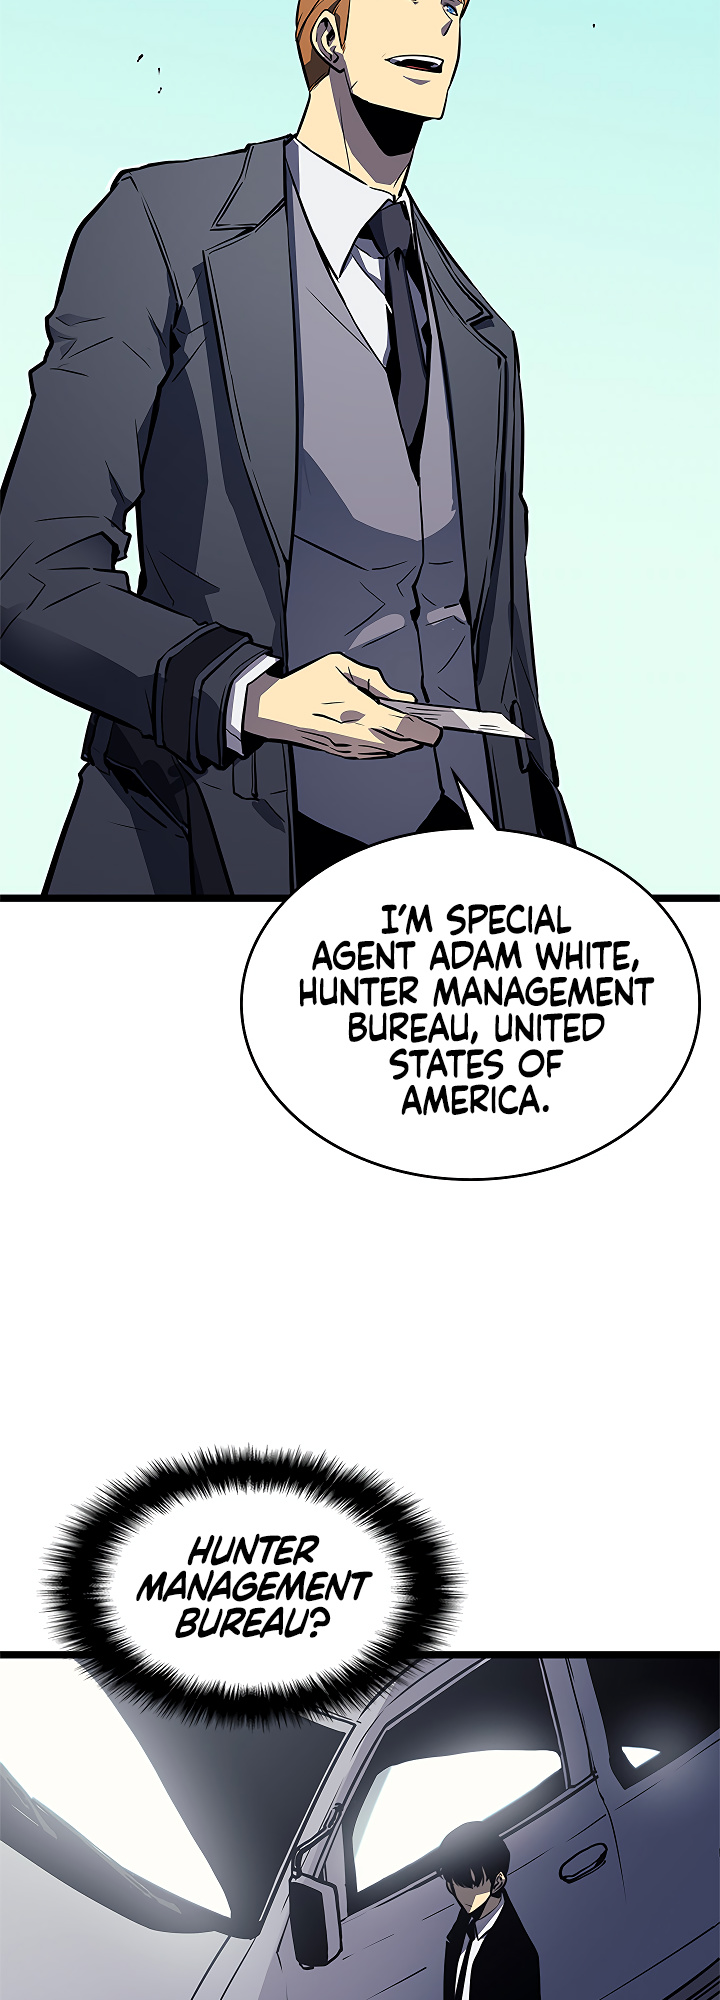 I'M SPECIAL
AGENT ADAM WHITE,
HUNTER MANAGEMENT
BUREAU, UNITED
STATES OF
AMERICA.
HUNTER
MANAGEMENT
BUREAU?